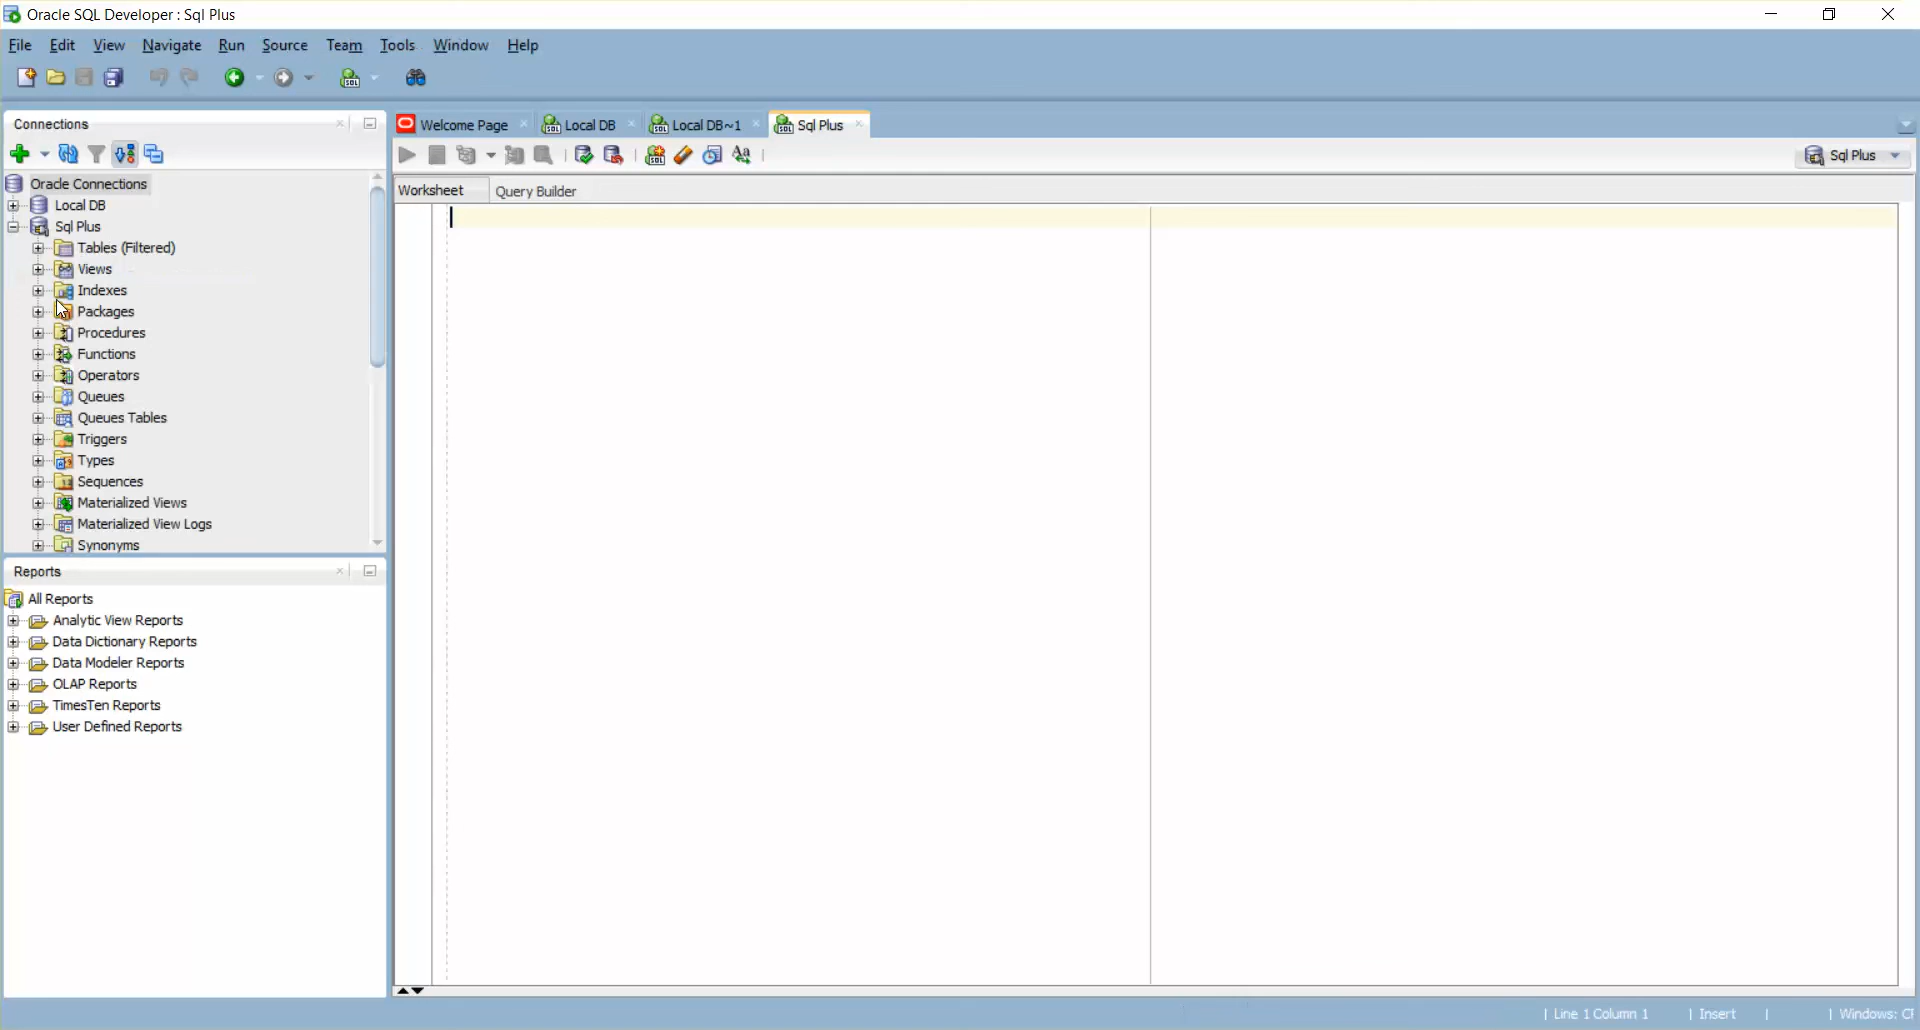 Oracle SQL Developer : Sql Plus
File Edit View Navigate Run Source Team Tools Window Help
Connections
Oracle Connections
Local DB
Sql Plus
Tables (Filtered)
Views
Indexes
Packages
Procedures
Functions
Operators
Queues
Queues Tables
Triggers
Types
Sequences
Materialized Views
Materialized View Logs
Synonyms
Reports
All Reports
Analytic View Reports
Data Dictionary Reports
Data Modeler Reports
OLAP Reports
TimesTen Reports
User Defined Reports
Welcome Page Local DB Local DB~1 Sql Plus
Sql Plus
Worksheet Query Builder
Line 1 Column 1 Insert Windows: C